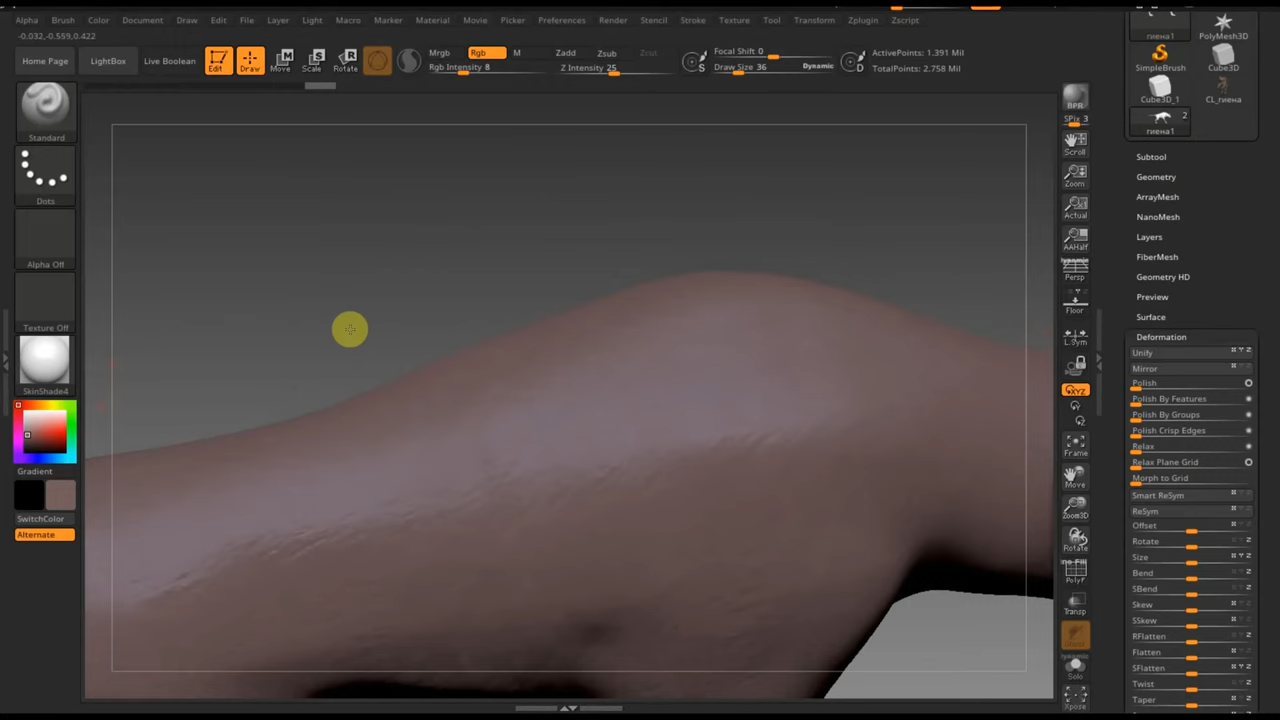 Alpha Brush Color Document Draw Edit File Layer Light Macro Marker Material Movie Picker Preferences Render Stencil Stroke Texture Tool Transform Zplugin Zscript
-0.032,-0.559,0.422
Home Page LightBox Live Boolean Edit Draw Move Scale Rotate
Mrgb Rgb M Zadd Zsub Zcut
Rgb Intensity 8 Z Intensity 25
Focal Shift 0
Draw Size 36 Dynamic
S D
ActivePoints: 1.391 Mil
TotalPoints: 2.758 Mil
Standard
Dots
Alpha Off
Texture Off
SkinShade4
Gradient
SwitchColor
Alternate
BPR
SPix 3
Scroll
Zoom
Actual
AAHalf
Dynamic
Persp
Floor
L.Sym
XYZ
Frame
Move
Zoom3D
Rotate
PolyF
Transp
Dynamic
Solo
Xpose
гиена1 PolyMesh3D
SimpleBrush Cube3D
Cube3D_1 CL_гиена
2
гиена1
Subtool
Geometry
ArrayMesh
NanoMesh
Layers
FiberMesh
Geometry HD
Preview
Surface
Deformation
Unify
Mirror
Polish
Polish By Features
Polish By Groups
Polish Crisp Edges
Relax
Relax Plane Grid
Morph to Grid
Smart ReSym
ReSym
Offset
Rotate
Size
Bend
SBend
Skew
SSkew
RFlatten
Flatten
SFlatten
Twist
Taper